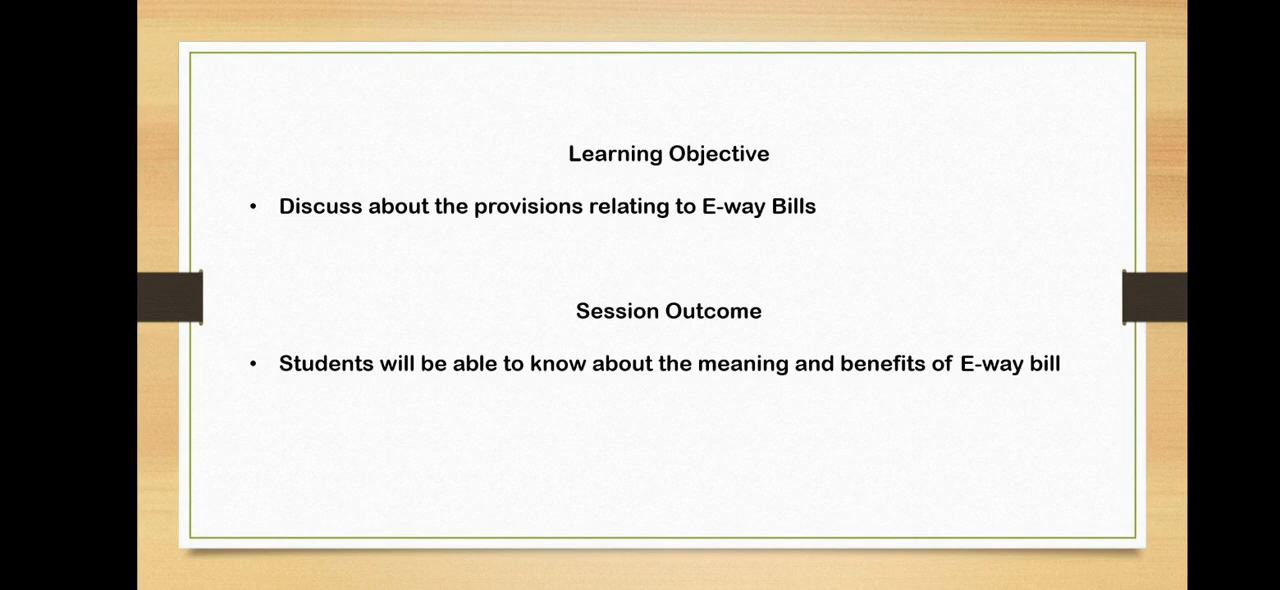 Learning Objective
• Discuss about the provisions relating to E-way Bills
Session Outcome
• Students will be able to know about the meaning and benefits of E-way bill